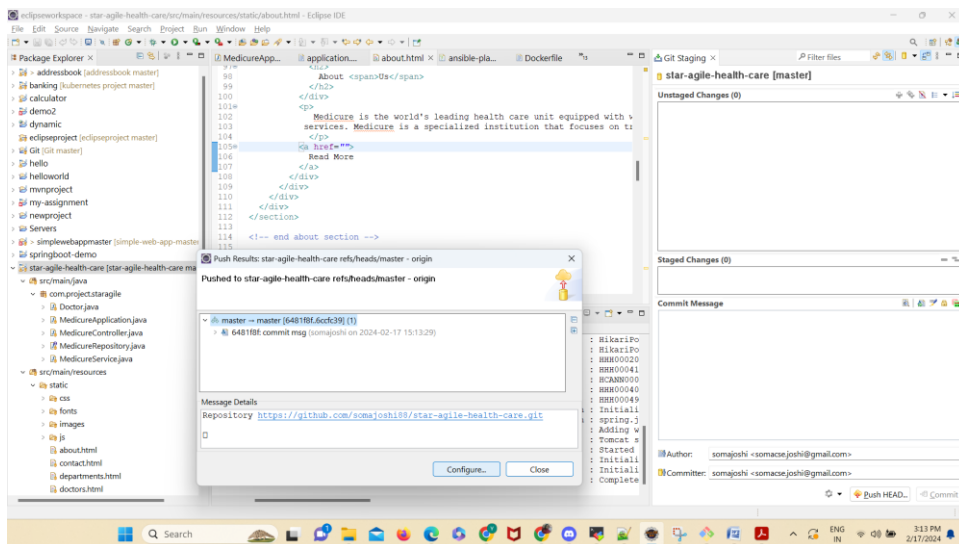 eclipseworkspace - star-agile-health-care/src/main/resources/static/about.html - Eclipse IDE
File Edit Source Navigate Search Project Run Window Help
Package Explorer
> addressbook [addressbook master]
banking [kubernetes project master]
calculator
demo2
dynamic
eclipseproject [eclipseproject master]
Git [Git master]
hello
helloworld
mvnproject
my-assignment
newproject
Servers
> simplewebappmaster [simple-web-app-master
springboot-demo
star-agile-health-care [star-agile-health-care ma
src/main/java
com.project.staragile
Doctor.java
MedicureApplication.java
MedicureController.java
MedicureRepository.java
MedicureService.java
src/main/resources
static
css
fonts
images
js
about.html
contact.html
departments.html
doctors.html
MedicureApp...
application....
about.html
ansible-pla...
Dockerfile
98 About <span>Us</span>
99 </h2>
100 </div>
101 <p>
102 Medicure is the world's leading health care unit equipped with w
103 services. Medicure is a specialized institution that focuses on tr
104 </p>
105 <a href="">
106 Read More
107 </a>
108 </div>
109 </div>
110 </div>
111 </div>
112 </section>
113
114 <!-- end about section -->
115
Push Results: star-agile-health-care refs/heads/master - origin
Pushed to star-agile-health-care refs/heads/master - origin
master → master [6481f8f..6ccfc39] (1)
6481f8f: commit msg (somajoshi on 2024-02-17 15:13:29)
Message Details
Repository https://github.com/somajoshi88/star-agile-health-care.git
Configure...
Close
: HikariPo
: HikariPo
: HHH00020
: HHH00041
: HCANN000
: HHH00040
: HHH00049
: Initiali
: spring.j
: Adding w
: Tomcat s
: Started
: Initiali
: Initiali
: Complete
Git Staging
Filter files
star-agile-health-care [master]
Unstaged Changes (0)
Staged Changes (0)
Commit Message
Author: somajoshi <somacse.joshi@gmail.com>
Committer: somajoshi <somacse.joshi@gmail.com>
Push HEAD...
Commit
Search
ENG
IN
3:13 PM
2/17/2024